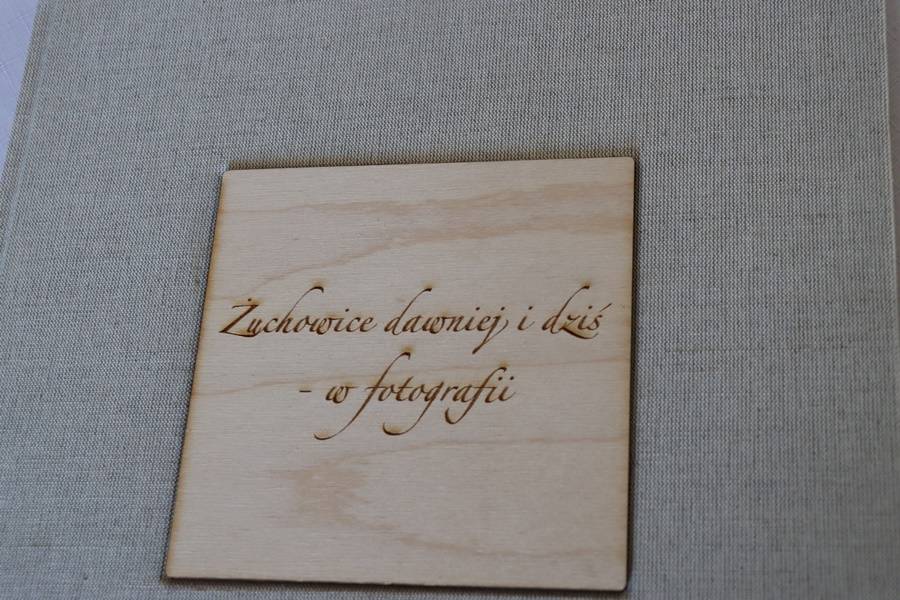 Żuchowice dawniej i dziś
- w fotografii